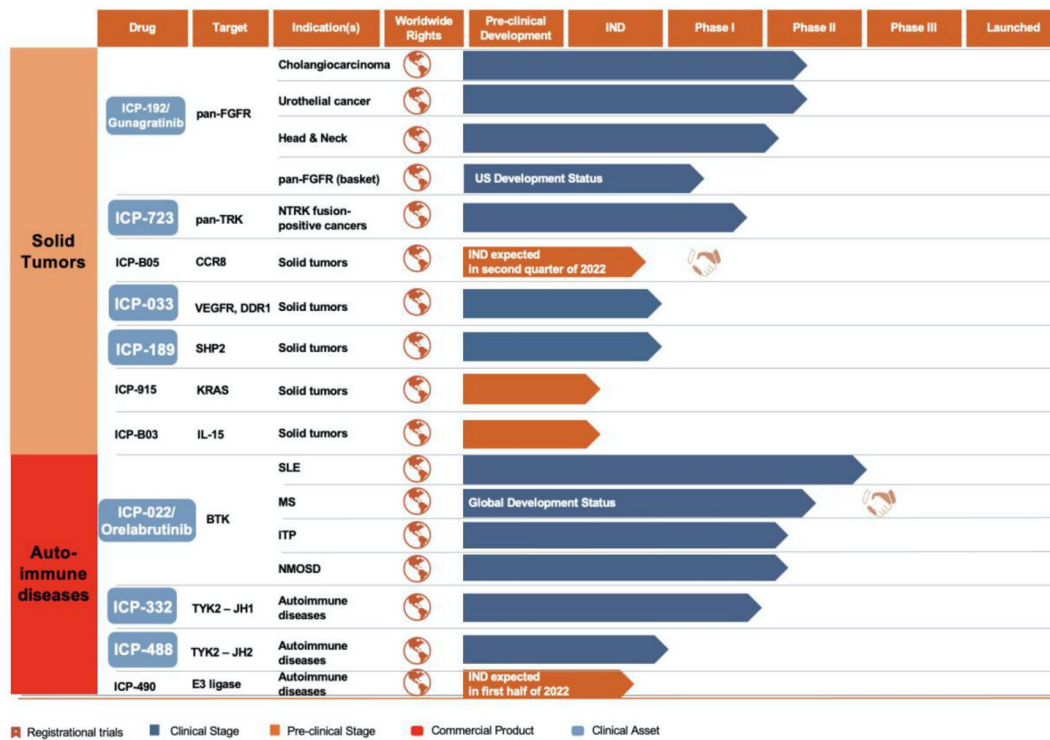 Drug Target Indication(s) Worldwide Rights Pre-clinical Development IND Phase I Phase II Phase III Launched
Solid Tumors
ICP-192/ Gunagratinib
pan-FGFR
Cholangiocarcinoma
Urothelial cancer
Head & Neck
pan-FGFR (basket) US Development Status
ICP-723 pan-TRK NTRK fusion-positive cancers
ICP-B05 CCR8 Solid tumors IND expected in second quarter of 2022
ICP-033 VEGFR, DDR1 Solid tumors
ICP-189 SHP2 Solid tumors
ICP-915 KRAS Solid tumors
ICP-B03 IL-15 Solid tumors
Auto-immune diseases
ICP-022/ Orelabrutinib
BTK
SLE
MS Global Development Status
ITP
NMOSD
ICP-332 TYK2 – JH1 Autoimmune diseases
ICP-488 TYK2 – JH2 Autoimmune diseases
ICP-490 E3 ligase Autoimmune diseases IND expected in first half of 2022
Registrational trials Clinical Stage Pre-clinical Stage Commercial Product Clinical Asset